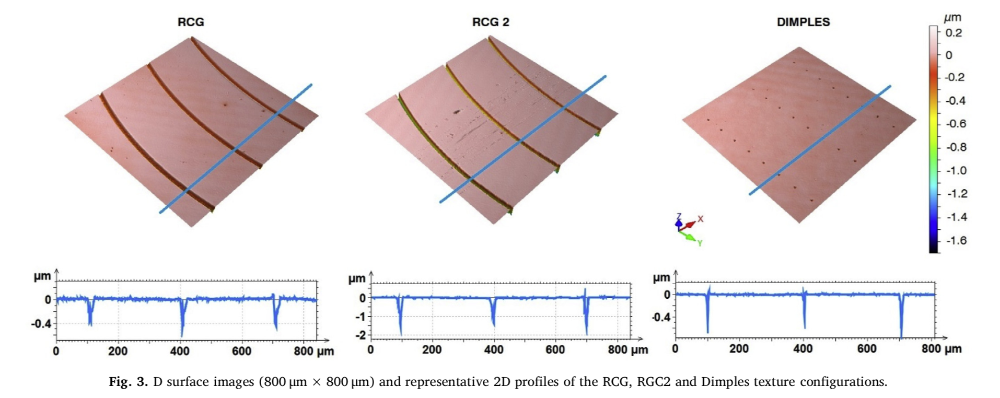 RCG
RCG 2
DIMPLES
µm
0.2
0
-0.2
-0.4
-0.6
-0.8
-1.0
-1.2
-1.4
-1.6
Z
X
Y
µm
0
-0.4
0 200 400 600 800 µm
µm
0
-1
-2
0 200 400 600 800 µm
µm
0
-0.4
0 200 400 600 800 µm
Fig. 3. D surface images (800 µm × 800 µm) and representative 2D profiles of the RCG, RGC2 and Dimples texture configurations.